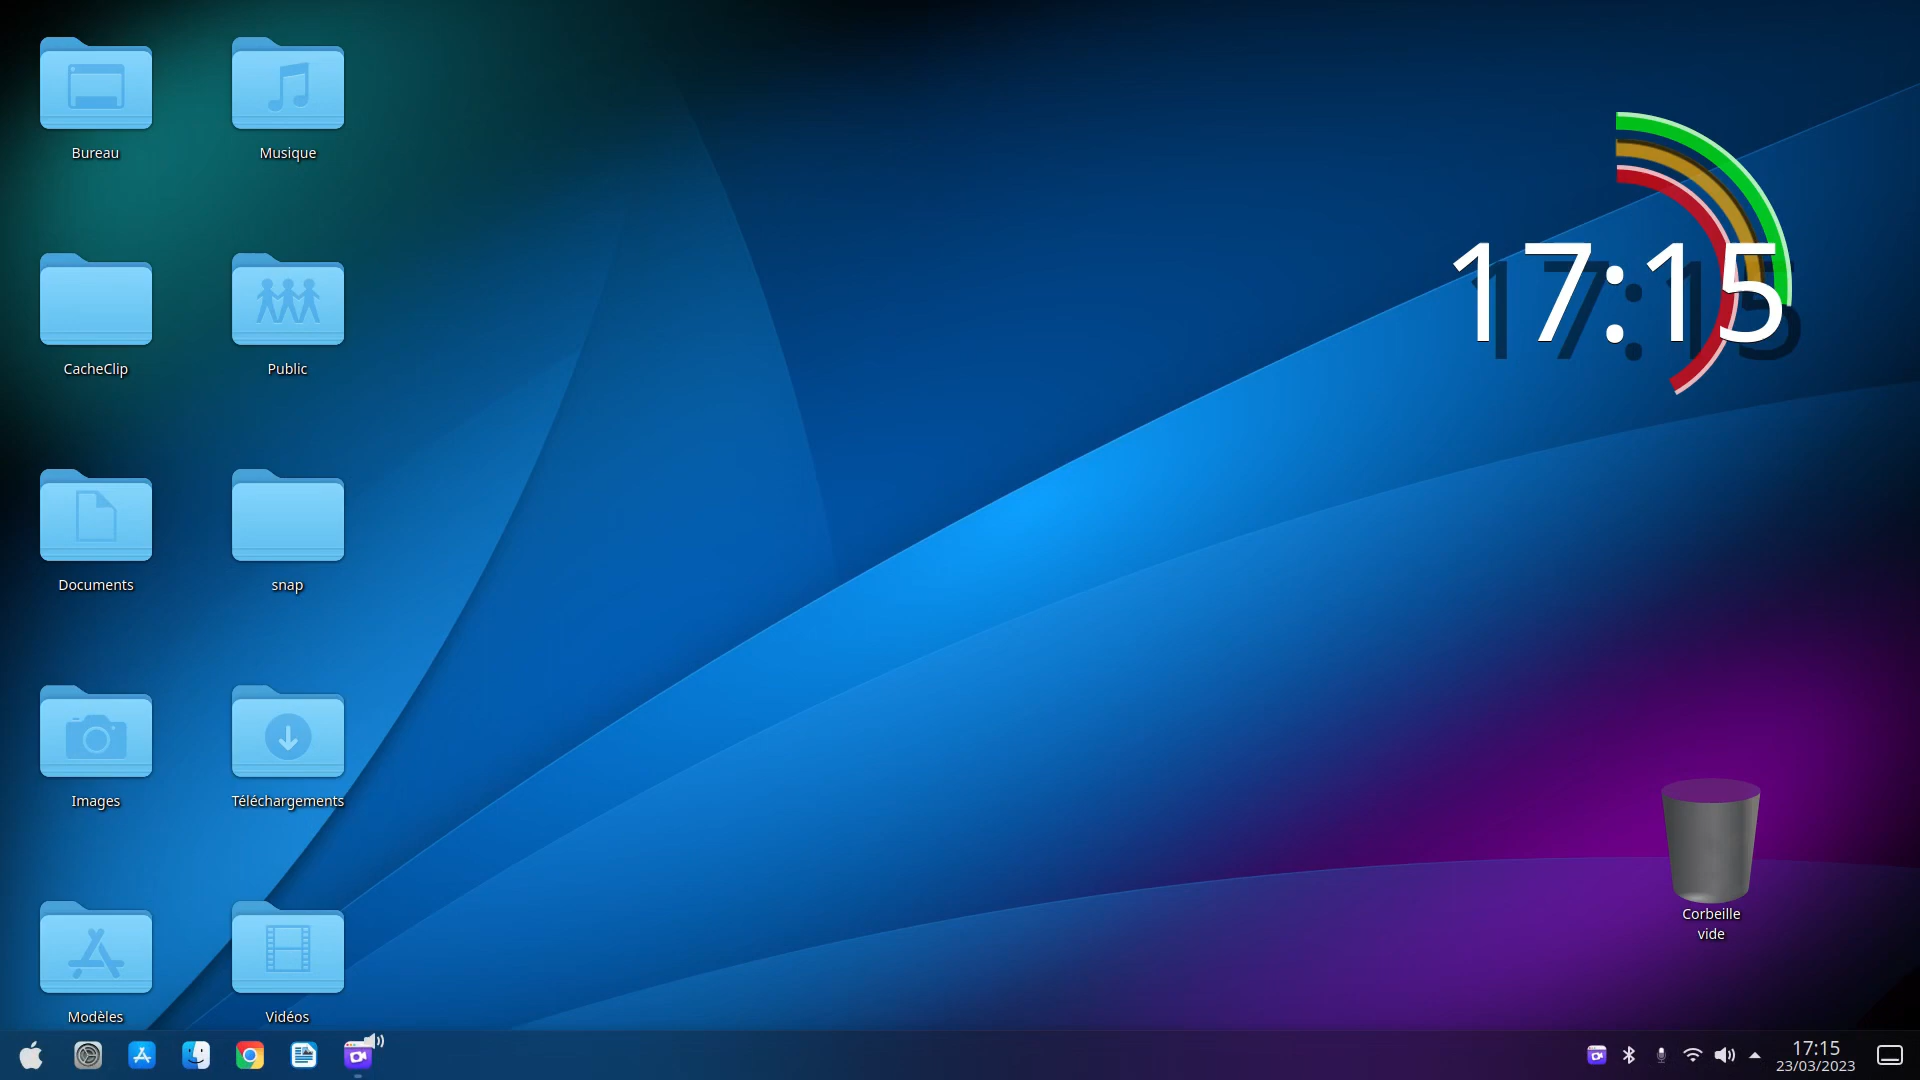 Bureau
Musique
17:15
CacheClip
Public
Documents
snap
Images
Téléchargements
Corbeille
vide
Modèles
Vidéos
17:15
23/03/2023